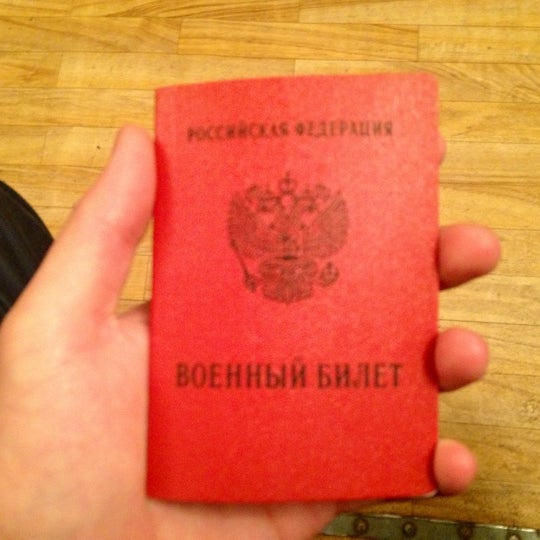 РОССИЙСКАЯ ФЕДЕРАЦИЯ
ВОЕННЫЙ БИЛЕТ